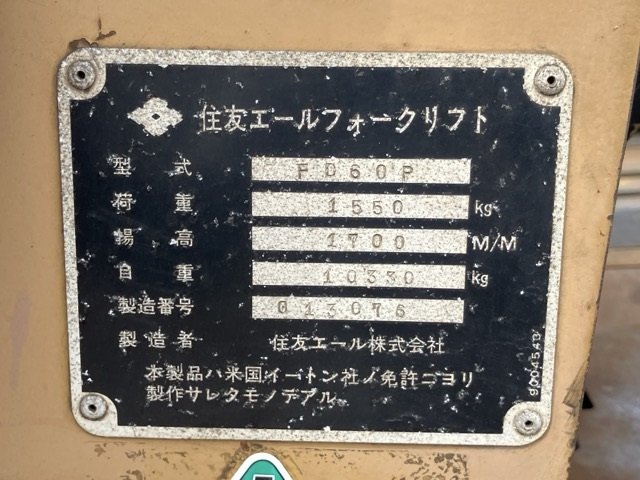 住友エールフォークリフト
型式 FD60P
荷重 1550 kg
揚高 1700 M/M
自重 10330 kg
製造番号 013076
製造者 住友エール株式会社
本製品ハ米国イートン社ノ免許ニヨリ
製作サレタモノデアル